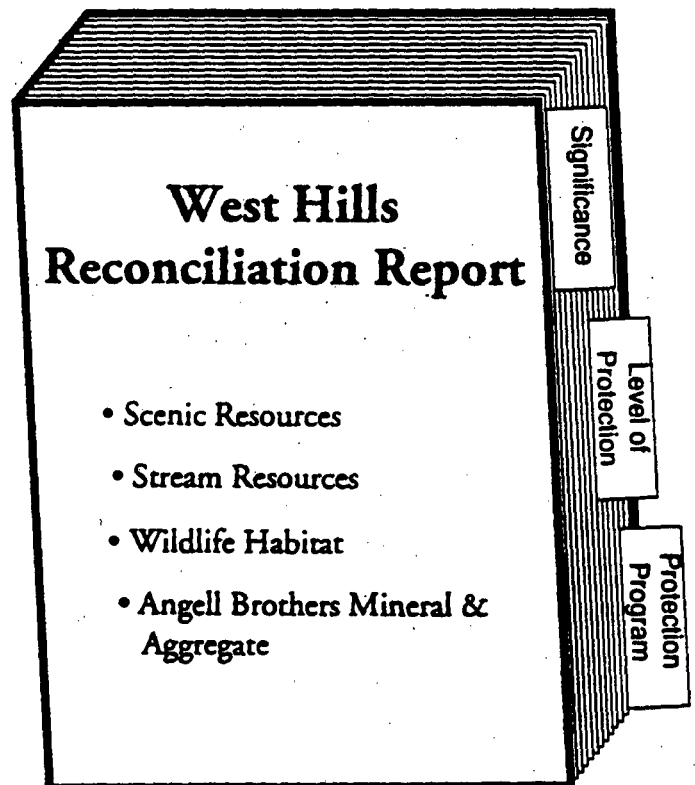 West Hills
Reconciliation Report
• Scenic Resources
• Stream Resources
• Wildlife Habitat
• Angell Brothers Mineral &
Aggregate
Significance
Level of
Protection
Protection
Program